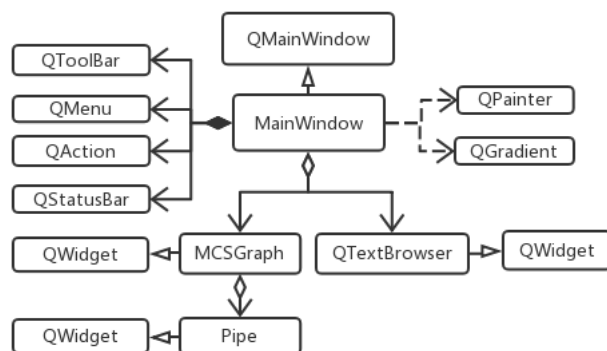 QMainWindow
QToolBar
QMenu
MainWindow
QPainter
QAction
QGradient
QStatusBar
QWidget
MCSGraph
QTextBrowser
QWidget
QWidget
Pipe